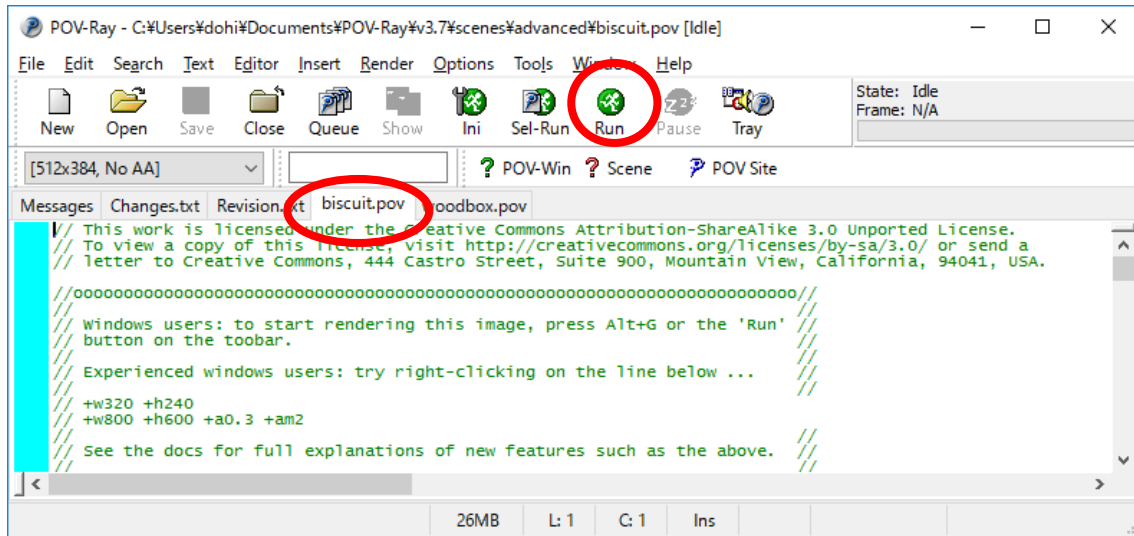 POV-Ray - C:¥Users¥dohi¥Documents¥POV-Ray¥v3.7¥scenes¥advanced¥biscuit.pov [Idle]
File Edit Search Text Editor Insert Render Options Tools Window Help
New Open Save Close Queue Show Ini Sel-Run Run Pause Tray
State: Idle
Frame: N/A
[512x384, No AA]
POV-Win Scene POV Site
Messages Changes.txt Revision.txt biscuit.pov woodbox.pov
// This work is licensed under the Creative Commons Attribution-ShareAlike 3.0 Unported License.
// To view a copy of this license, visit http://creativecommons.org/licenses/by-sa/3.0/ or send a
// letter to Creative Commons, 444 Castro Street, Suite 900, Mountain View, California, 94041, USA.
//oooooooooooooooooooooooooooooooooooooooooooooooooooooooooooooooooooooooo//
// //
// Windows users: to start rendering this image, press Alt+G or the 'Run' //
// button on the toobar. //
// //
// Experienced windows users: try right-clicking on the line below ... //
// //
// +w320 +h240
// +w800 +h600 +a0.3 +am2
// //
// See the docs for full explanations of new features such as the above. //
// //
26MB L: 1 C: 1 Ins